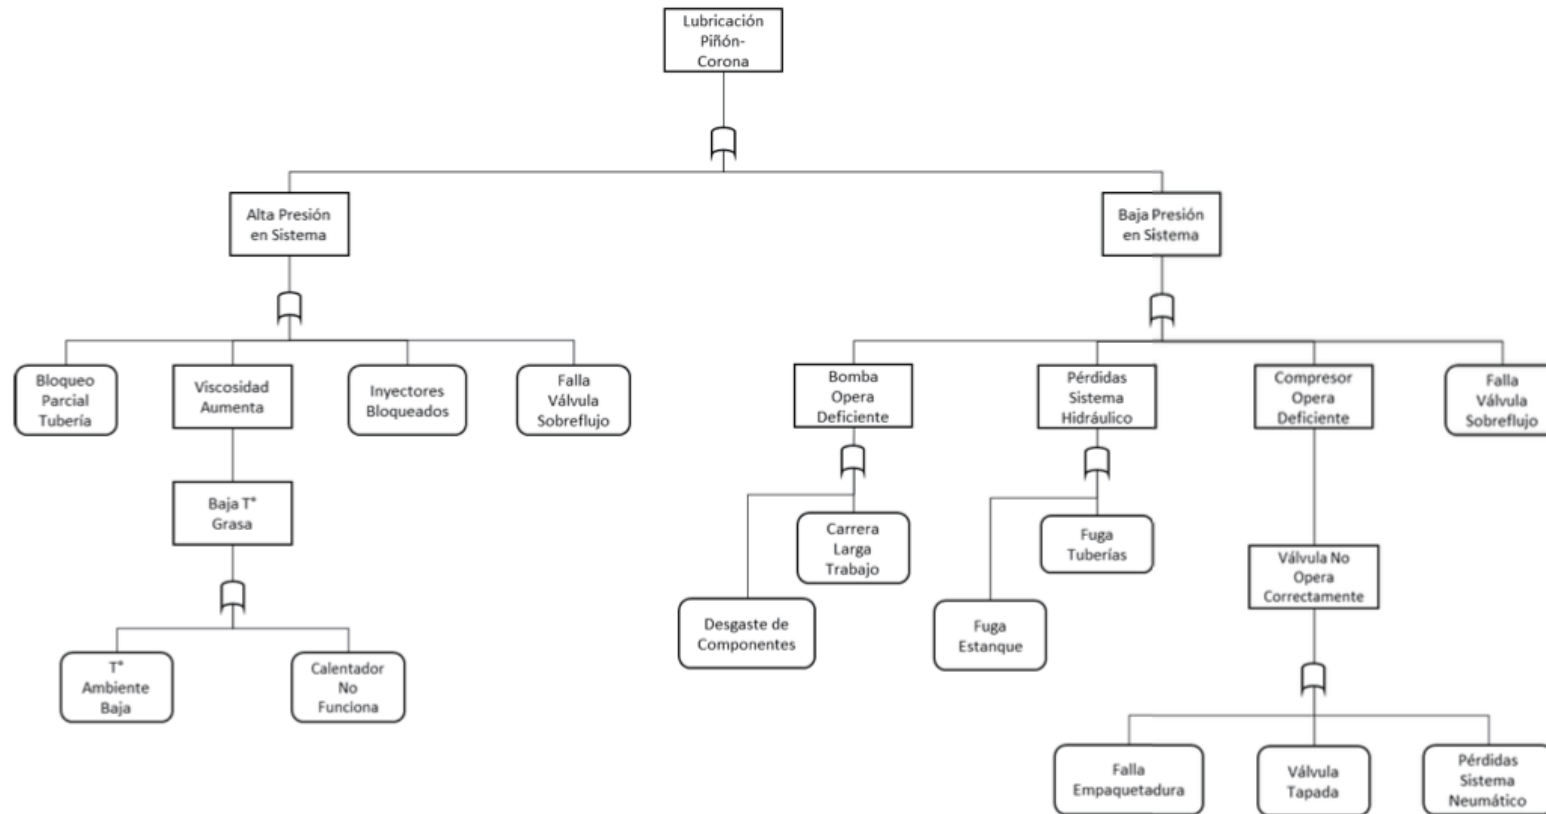 Lubricación
Piñón-
Corona
Alta Presión
en Sistema
Baja Presión
en Sistema
Bloqueo
Parcial
Tubería
Viscosidad
Aumenta
Inyectores
Bloqueados
Falla
Válvula
Sobreflujo
Bomba
Opera
Deficiente
Pérdidas
Sistema
Hidráulico
Compresor
Opera
Deficiente
Falla
Válvula
Sobreflujo
Baja T°
Grasa
Carrera
Larga
Trabajo
Fuga
Tuberías
Válvula No
Opera
Correctamente
Desgaste de
Componentes
Fuga
Estanque
T°
Ambiente
Baja
Calentador
No
Funciona
Falla
Empaquetadura
Válvula
Tapada
Pérdidas
Sistema
Neumático